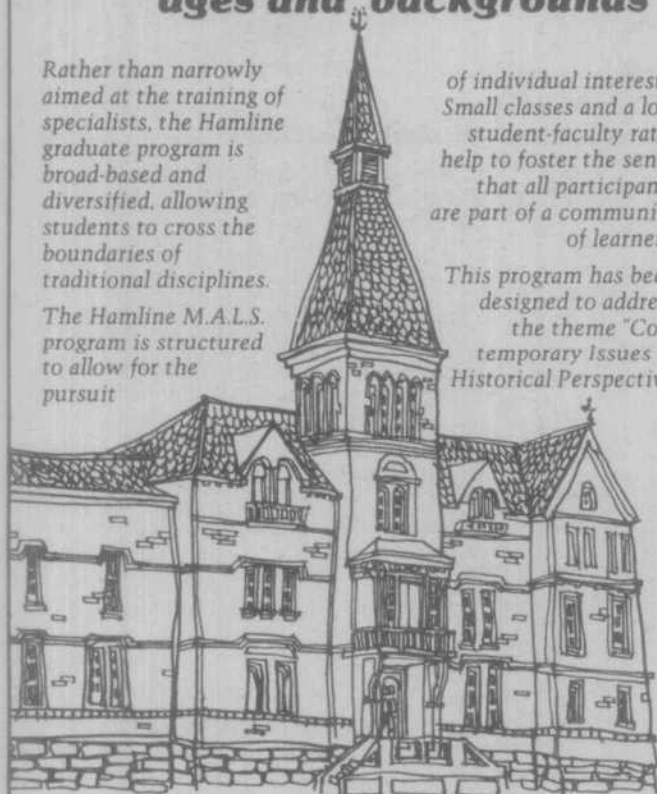 ages and backgrounds
Rather than narrowly
aimed at the training of
specialists, the Hamline
graduate program is
broad-based and
diversified, allowing
students to cross the
boundaries of
traditional disciplines.
The Hamline M.A.L.S.
program is structured
to allow for the
pursuit
of individual interest
Small classes and a lo
student-faculty rat
help to foster the sen
that all participan
are part of a communi
of learne
This program has bee
designed to addre
the theme "Co
temporary Issues
Historical Perspectiv